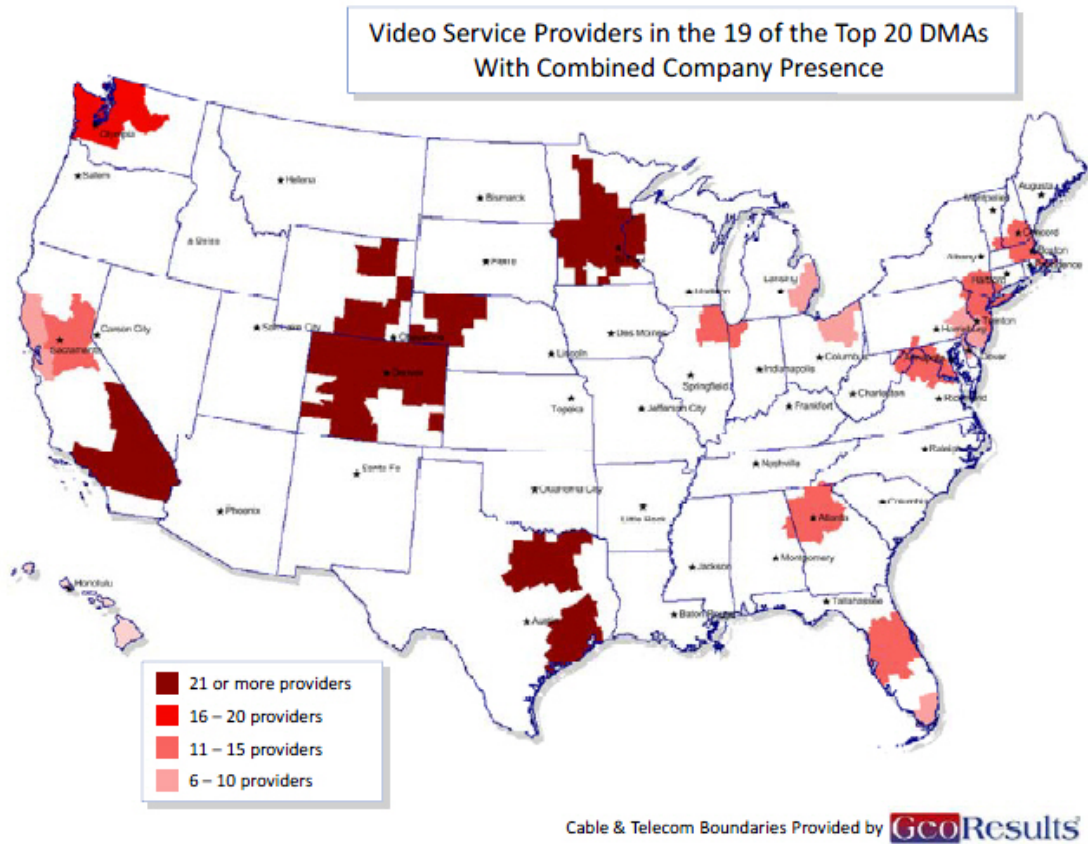 Video Service Providers in the 19 of the Top 20 DMAs
With Combined Company Presence
Olympia
Salem
Helena
Bismarck
Augusta
Montpelier
Concord
Boise
Pierre
St Paul
Albany
Boston
Providence
Hartford
Madison
Lansing
Carson City
Salt Lake City
Cheyenne
Des Moines
Trenton
Harrisburg
Sacramento
Lincoln
Columbus
Dover
Denver
Indianapolis
Annapolis
Springfield
Topeka
Jefferson City
Frankfort
Charleston
Richmond
Santa Fe
Nashville
Raleigh
Oklahoma City
Phoenix
Little Rock
Columbia
Atlanta
Jackson
Montgomery
Honolulu
Austin
Baton Rouge
Tallahassee
21 or more providers
16 – 20 providers
11 – 15 providers
6 – 10 providers
Cable & Telecom Boundaries Provided by GeoResults